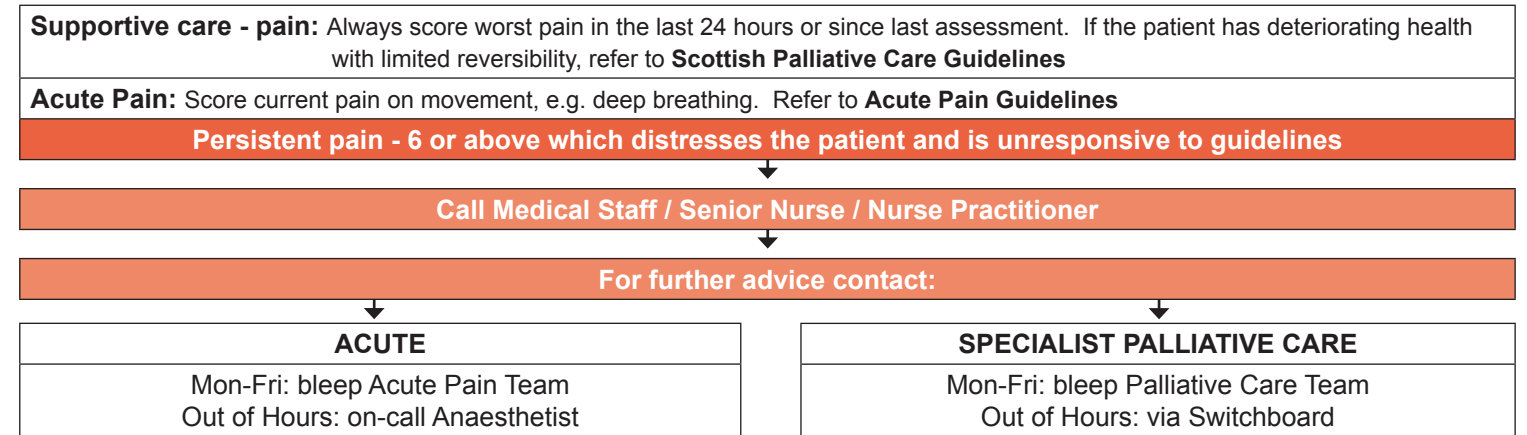 Supportive care - pain: Always score worst pain in the last 24 hours or since last assessment. If the patient has deteriorating health
with limited reversibility, refer to Scottish Palliative Care Guidelines
Acute Pain: Score current pain on movement, e.g. deep breathing. Refer to Acute Pain Guidelines
Persistent pain - 6 or above which distresses the patient and is unresponsive to guidelines
Call Medical Staff / Senior Nurse / Nurse Practitioner
For further advice contact:
ACUTE
Mon-Fri: bleep Acute Pain Team
Out of Hours: on-call Anaesthetist
SPECIALIST PALLIATIVE CARE
Mon-Fri: bleep Palliative Care Team
Out of Hours: via Switchboard